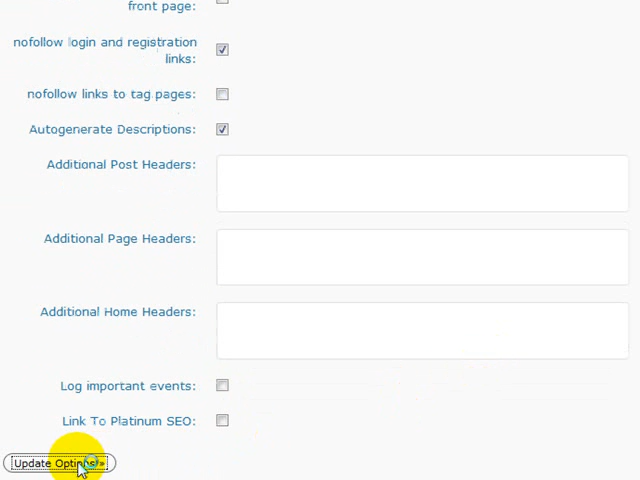 front page:
nofollow login and registration
links:
nofollow links to tag pages:
Autogenerate Descriptions:
Additional Post Headers:
Additional Page Headers:
Additional Home Headers:
Log important events:
Link To Platinum SEO:
Update Options »